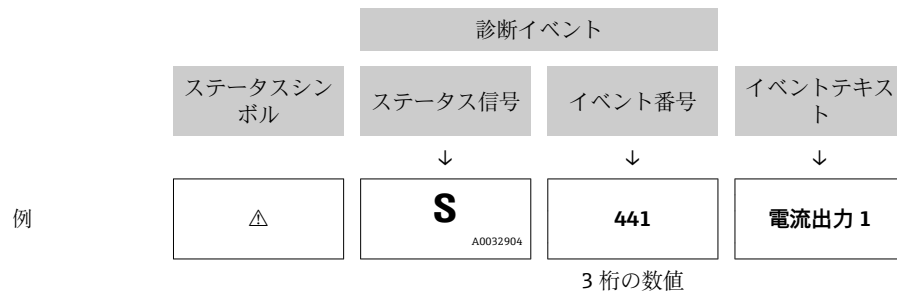 診断イベント
ステータスシン
ボル
ステータス信号
イベント番号
イベントテキス
ト
↓ ↓ ↓
例
⚠
S
A0032904
441
電流出力 1
3 桁の数値